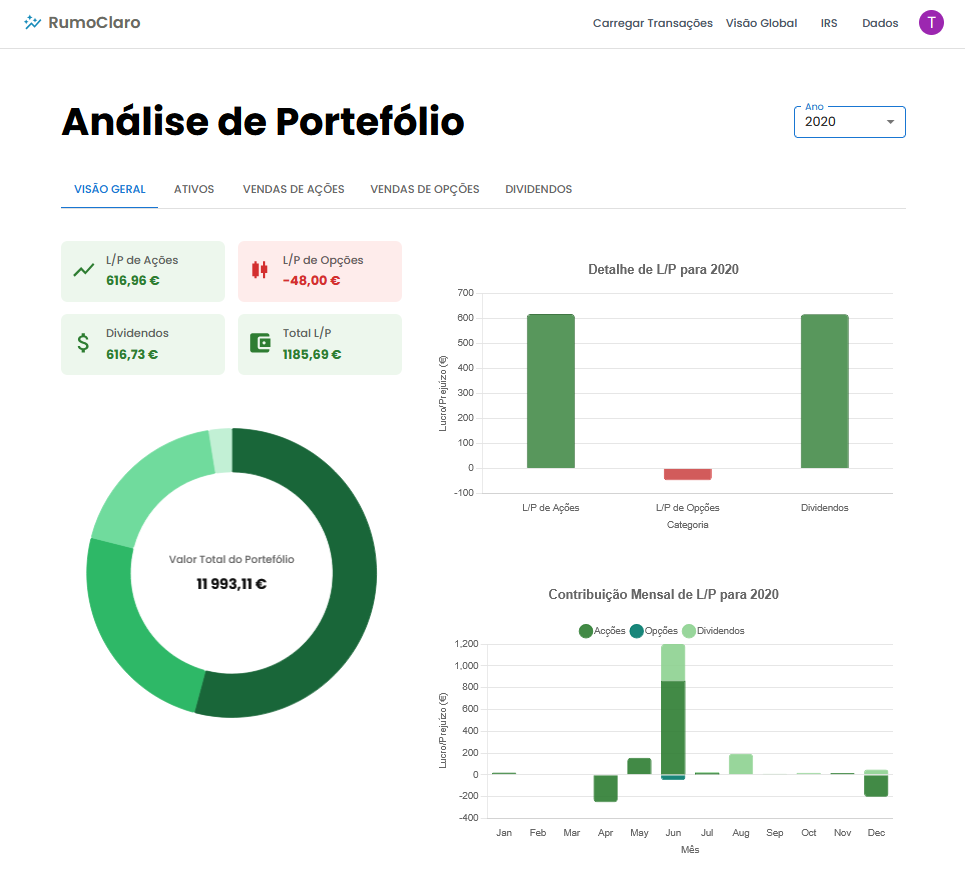 RumoClaro
Carregar Transações Visão Global IRS Dados T
Análise de Portefólio
Ano
2020
VISÃO GERAL ATIVOS VENDAS DE AÇÕES VENDAS DE OPÇÕES DIVIDENDOS
L/P de Ações
616,96 €
L/P de Opções
-48,00 €
Dividendos
616,73 €
Total L/P
1185,69 €
Valor Total do Portefólio
11 993,11 €
Detalhe de L/P para 2020
Lucro/Prejuízo (€)
700
600
500
400
300
200
100
0
-100
L/P de Ações L/P de Opções Dividendos
Categoria
Contribuição Mensal de L/P para 2020
Acções Opções Dividendos
Lucro/Prejuízo (€)
1,200
1,000
800
600
400
200
0
-200
-400
Jan Feb Mar Apr May Jun Jul Aug Sep Oct Nov Dec
Mês